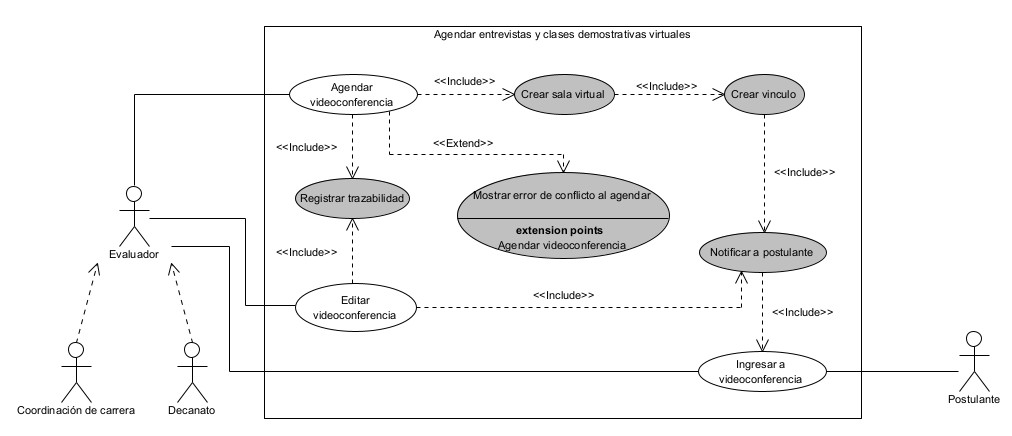 Agendar entrevistas y clases demostrativas virtuales
Agendar
videoconferencia
<<Include>>
Crear sala virtual
<<Include>>
Crear vinculo
<<Include>>
<<Extend>>
<<Include>>
Registrar trazabilidad
Mostrar error de conflicto al agendar
extension points
Agendar videoconferencia
Evaluador
<<Include>>
Notificar a postulante
Editar
videoconferencia
<<Include>>
<<Include>>
Ingresar a
videoconferencia
Coordinación de carrera
Decanato
Postulante